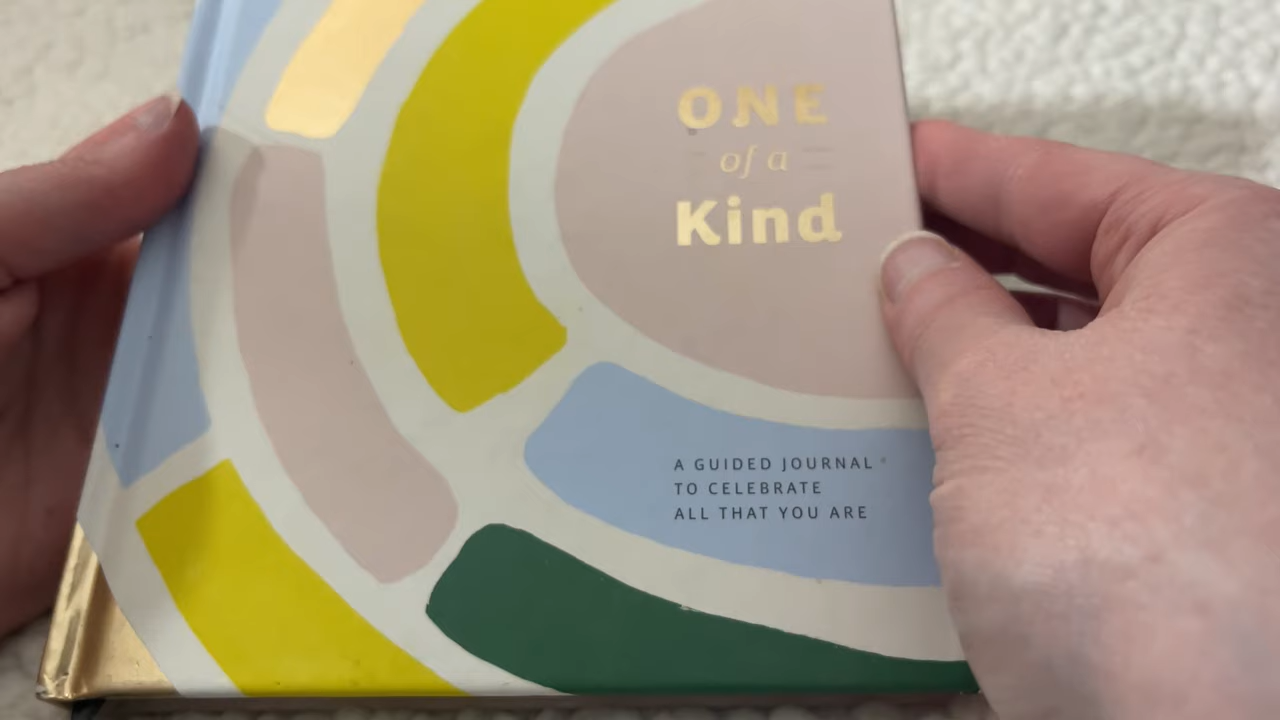 ONE
of a
Kind
A GUIDED JOURNAL
TO CELEBRATE
ALL THAT YOU ARE